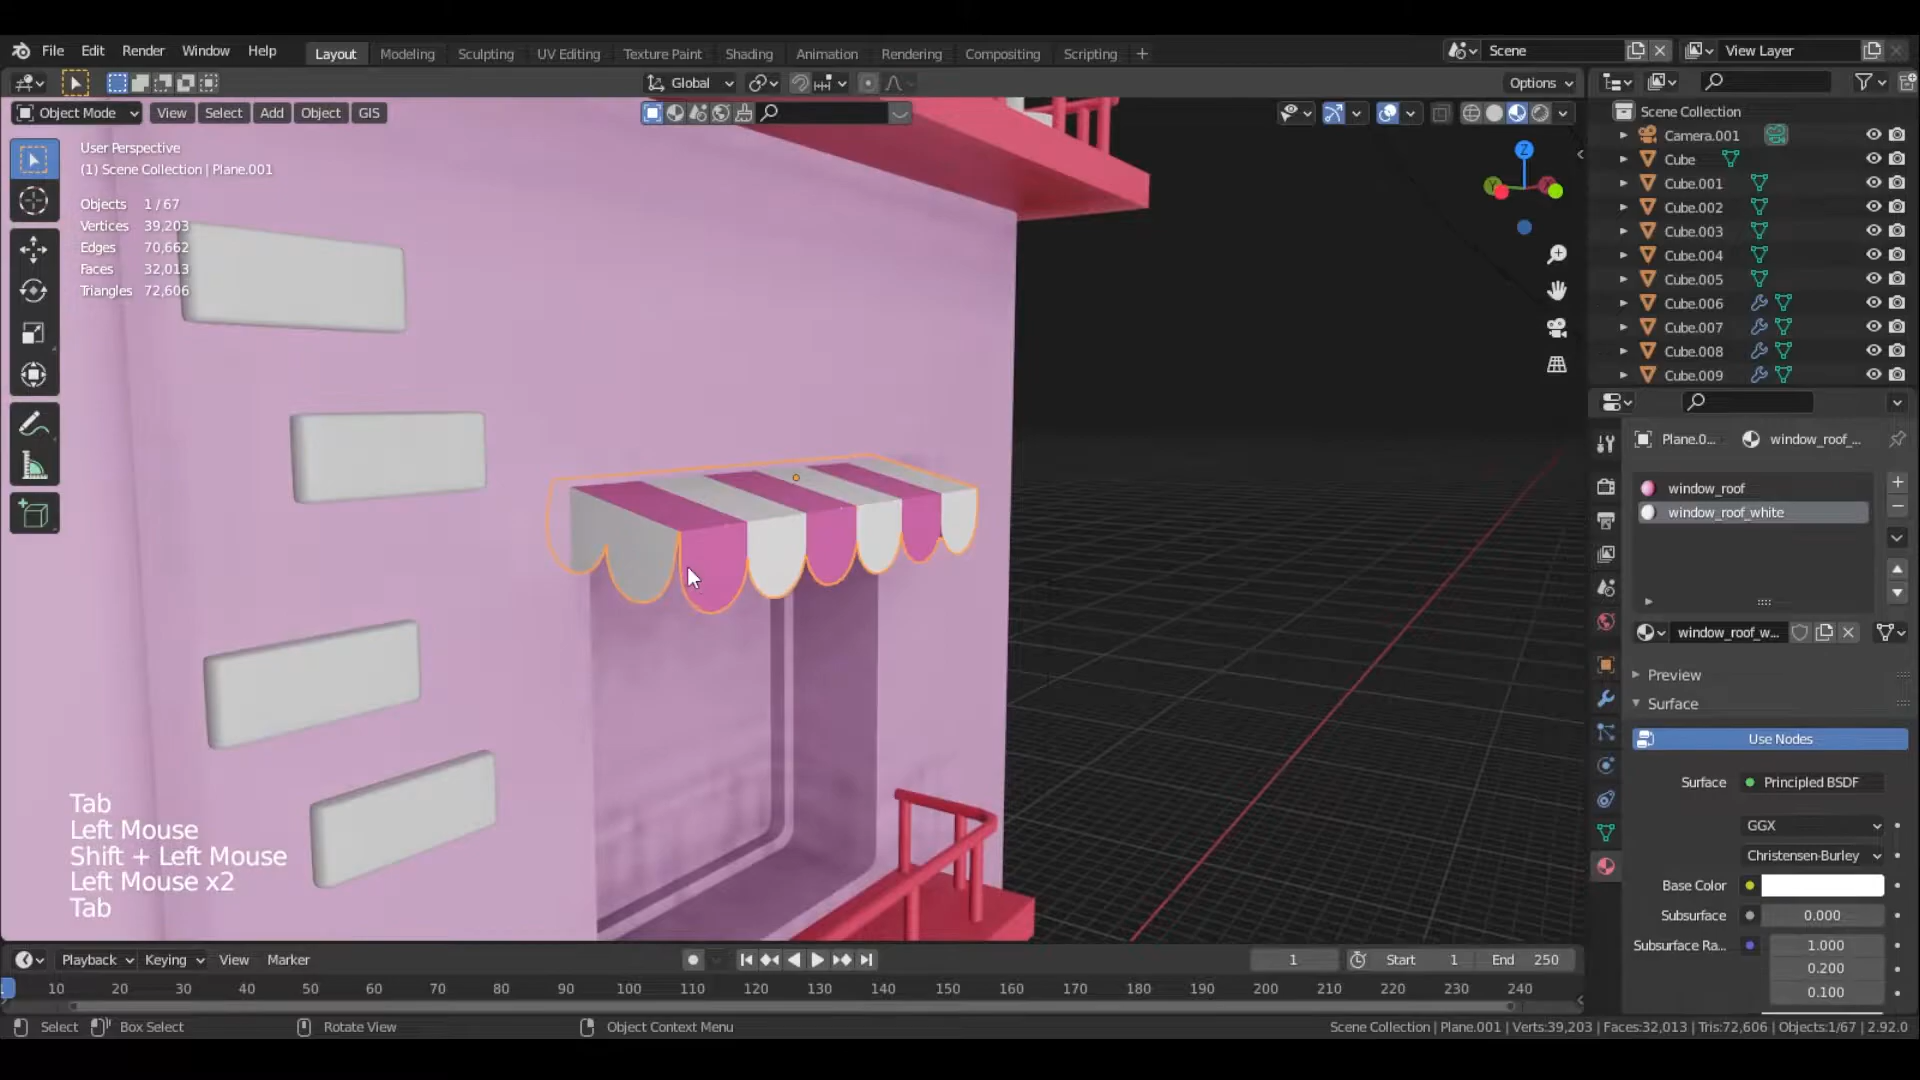 File Edit Render Window Help Layout Modeling Sculpting UV Editing Texture Paint Shading Animation Rendering Compositing Scripting + Scene View Layer
Global Options
Object Mode View Select Add Object GIS
User Perspective
(1) Scene Collection | Plane.001
Objects 1 / 67
Vertices 39,203
Edges 70,662
Faces 32,013
Triangles 72,606
Z
Y
Scene Collection
Camera.001
Cube
Cube.001
Cube.002
Cube.003
Cube.004
Cube.005
Cube.006
Cube.007
Cube.008
Cube.009
Plane.0... window_roof_...
window_roof
window_roof_white
window_roof_w...
Preview
Surface
Use Nodes
Surface Principled BSDF
GGX
Christensen-Burley
Base Color
Subsurface 0.000
Subsurface Ra... 1.000
0.200
0.100
Tab
Left Mouse
Shift + Left Mouse
Left Mouse x2
Tab
Playback Keying View Marker 1 Start 1 End 250
1 10 20 30 40 50 60 70 80 90 100 110 120 130 140 150 160 170 180 190 200 210 220 230 240
Select Box Select Rotate View Object Context Menu Scene Collection | Plane.001 | Verts:39,203 | Faces:32,013 | Tris:72,606 | Objects:1/67 | 2.92.0